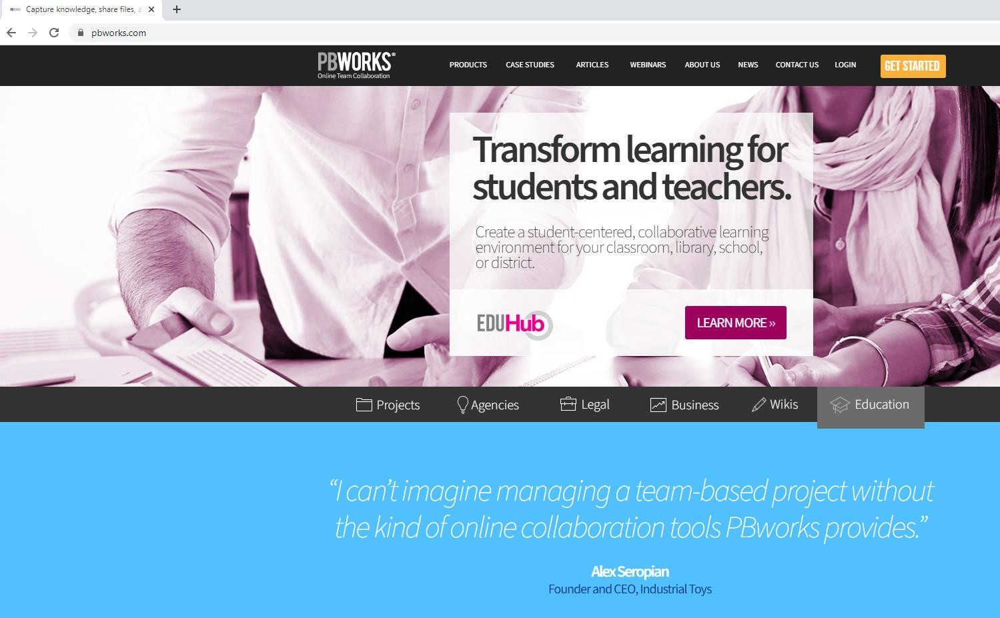 Capture knowledge, share files, a
pbworks.com
PBWORKS®
Online Team Collaboration
PRODUCTS
CASE STUDIES
ARTICLES
WEBINARS
ABOUT US
NEWS
CONTACT US
LOGIN
GET STARTED
Transform learning for
students and teachers.
Create a student-centered, collaborative learning
environment for your classroom, library, school,
or district.
EDUHub
LEARN MORE »
Projects
Agencies
Legal
Business
Wikis
Education
“I can’t imagine managing a team-based project without
the kind of online collaboration tools PBworks provides.”
Alex Seropian
Founder and CEO, Industrial Toys